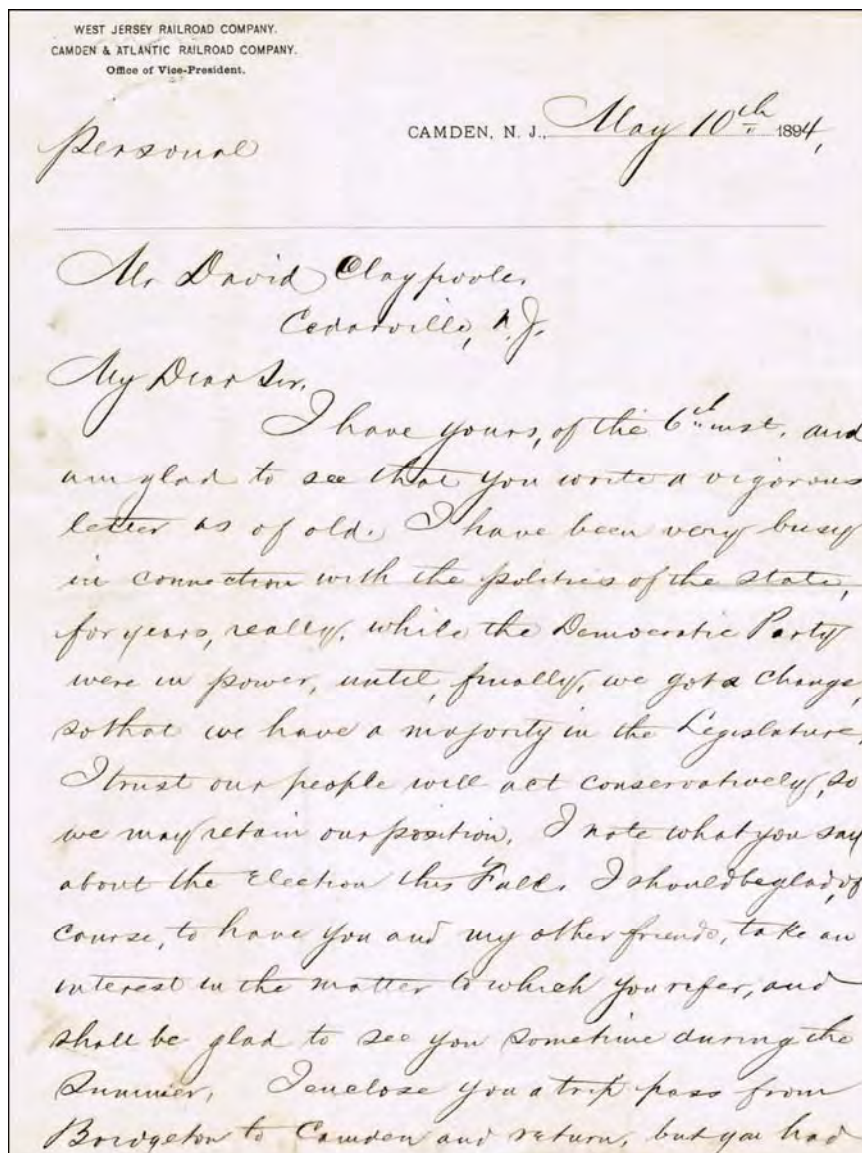 WEST JERSEY RAILROAD COMPANY.
CAMDEN & ATLANTIC RAILROAD COMPANY.
Office of Vice-President.
CAMDEN, N. J., May 10th 1894,
Personal
Mr David Claypoole,
Cedarville, N. J.
My Dear Sir,
I have yours, of the 6th inst. and
am glad to see that you write a vigorous
letter as of old. I have been very busy
in connection with the politics of the state,
for years, really, while the Democratic Party
were in power, until, finally, we got a change,
so that we have a majority in the Legislature.
I trust our people will act conservatively, so
we may retain our position. I note what you say
about the Election this Fall. I should be glad, of
course, to have you and my other friends, take an
interest in the matter to which you refer, and
shall be glad to see you sometime during the
Summer. I enclose you a trip pass from
Bridgeton to Camden and return, but you had